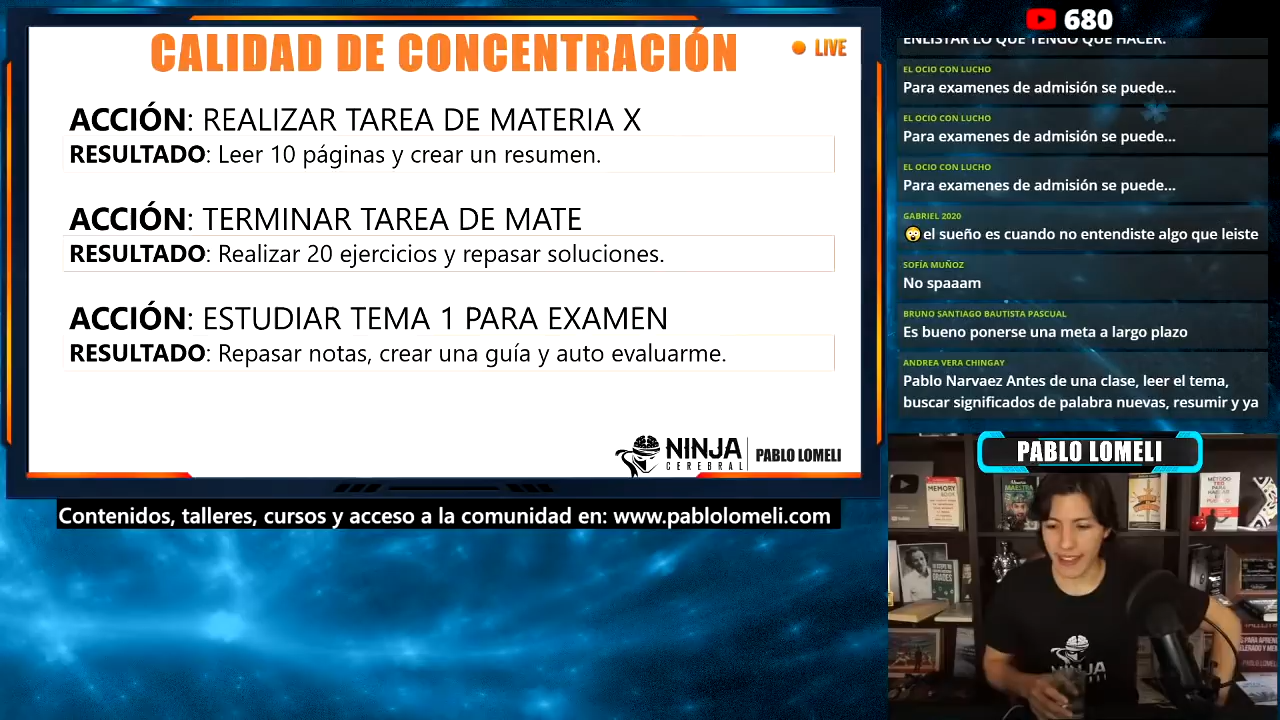 CALIDAD DE CONCENTRACIÓN
LIVE
ACCIÓN: REALIZAR TAREA DE MATERIA X
RESULTADO: Leer 10 páginas y crear un resumen.
ACCIÓN: TERMINAR TAREA DE MATE
RESULTADO: Realizar 20 ejercicios y repasar soluciones.
ACCIÓN: ESTUDIAR TEMA 1 PARA EXAMEN
RESULTADO: Repasar notas, crear una guía y auto evaluarme.
NINJA
CEREBRAL
PABLO LOMELI
Contenidos, talleres, cursos y acceso a la comunidad en: www.pablolomeli.com
680
ENLISTAR LO QUE TENGO QUE HACER.
EL OCIO CON LUCHO
Para examenes de admisión se puede...
EL OCIO CON LUCHO
Para examenes de admisión se puede...
EL OCIO CON LUCHO
Para examenes de admisión se puede...
GABRIEL 2020
😲el sueño es cuando no entendiste algo que leiste
SOFÍA MUÑOZ
No spaaam
BRUNO SANTIAGO BAUTISTA PASCUAL
Es bueno ponerse una meta a largo plazo
ANDREA VERA CHINGAY
Pablo Narvaez Antes de una clase, leer el tema,
buscar significados de palabra nuevas, resumir y ya
PABLO LOMELI
MEMORY
MAESTRA
MÉTODO
TED
PARA
GRADES
NINJA